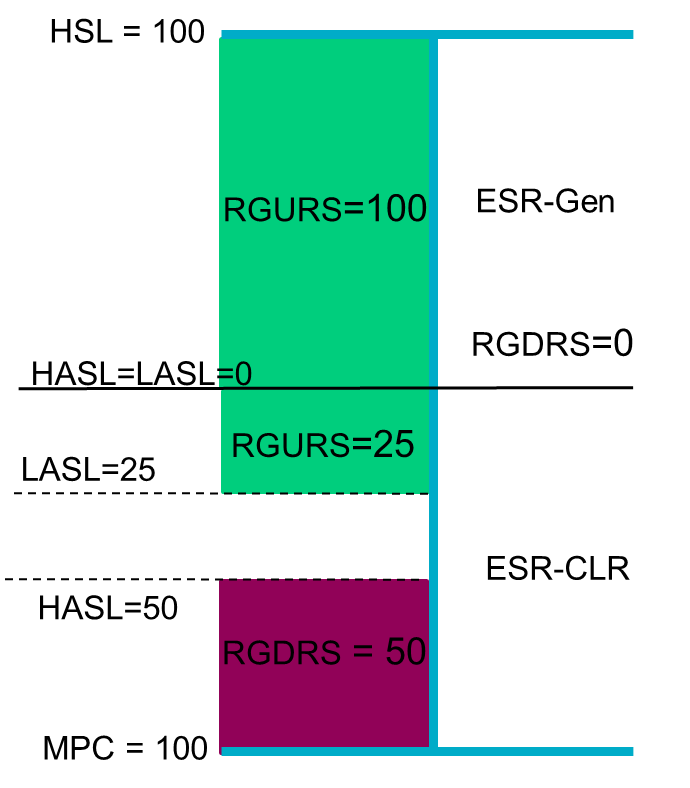 HSL = 100
RGURS=100
ESR-Gen
RGDRS=0
HASL=LASL=0
RGURS=25
LASL=25
ESR-CLR
HASL=50
RGDRS = 50
MPC = 100